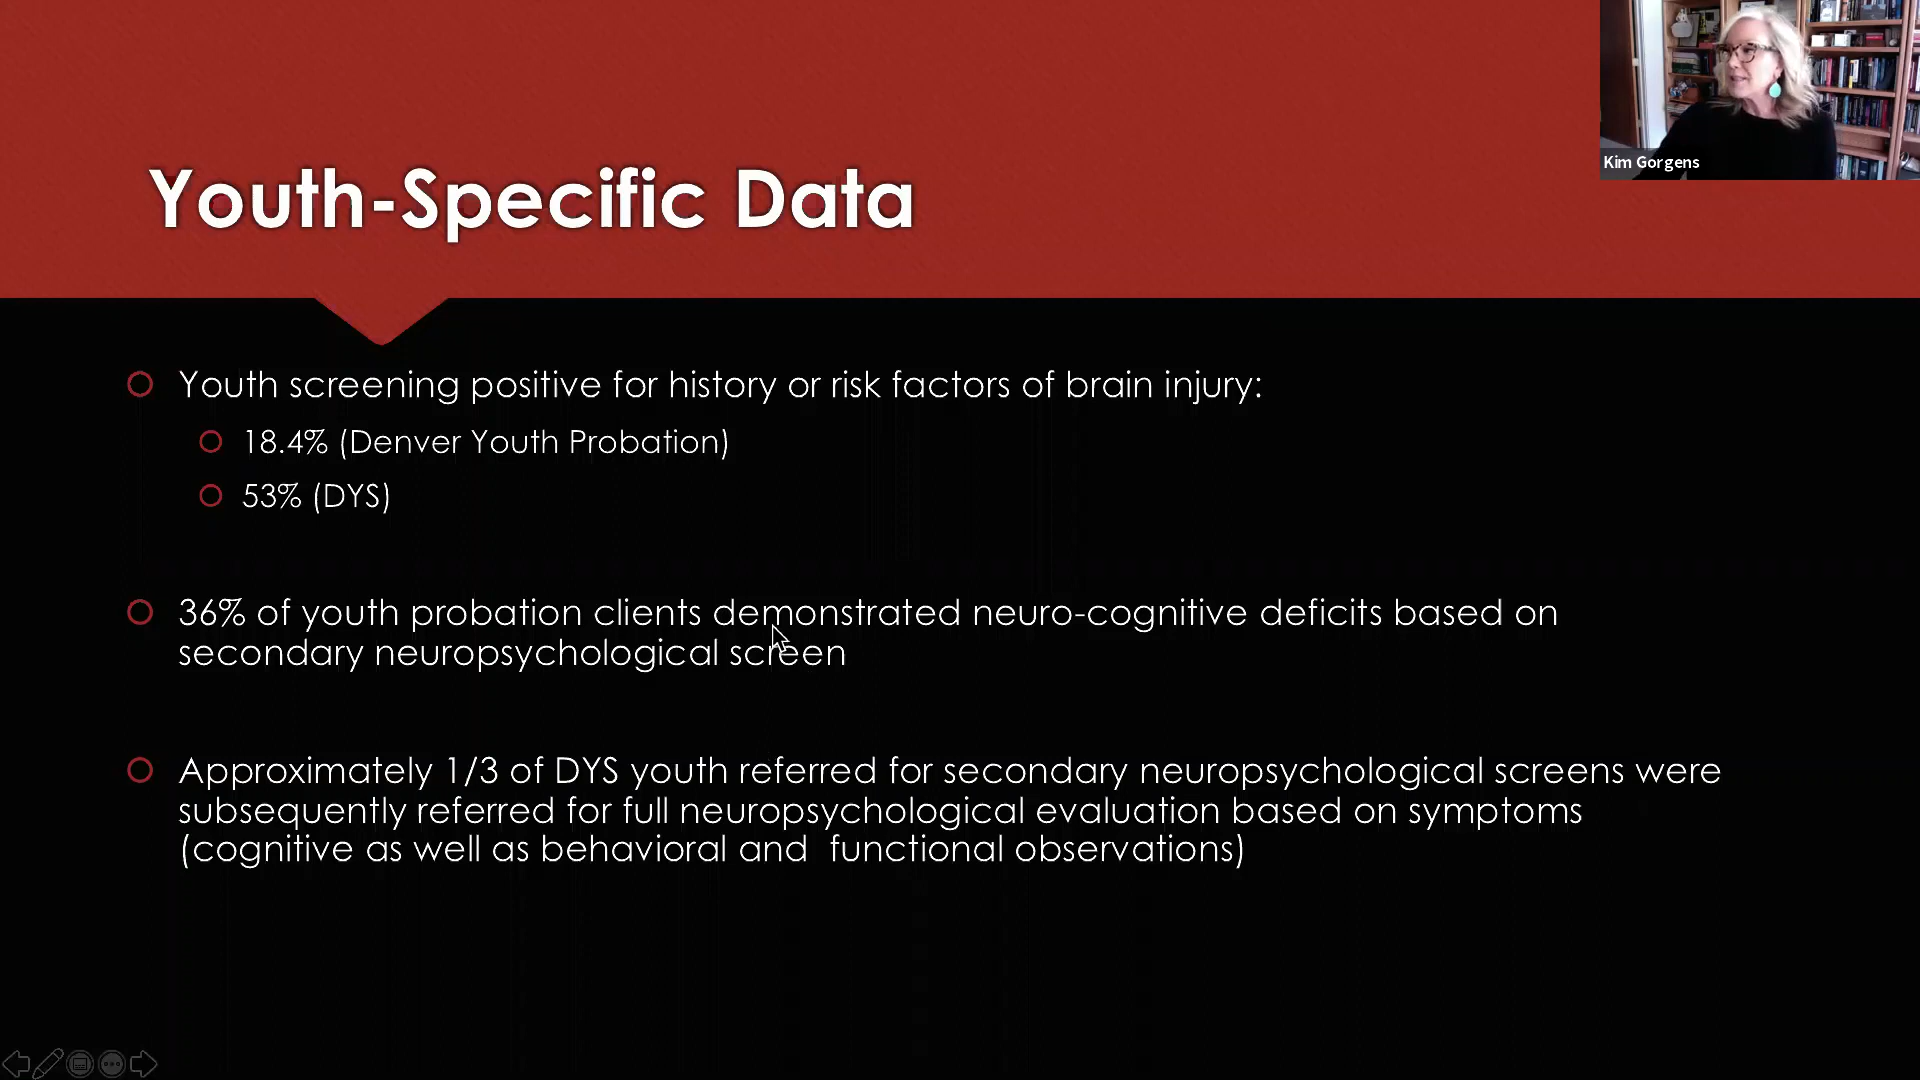 Youth-Specific Data
Kim Gorgens
Youth screening positive for history or risk factors of brain injury:
18.4% (Denver Youth Probation)
53% (DYS)
36% of youth probation clients demonstrated neuro-cognitive deficits based on
secondary neuropsychological screen
Approximately 1/3 of DYS youth referred for secondary neuropsychological screens were
subsequently referred for full neuropsychological evaluation based on symptoms
(cognitive as well as behavioral and  functional observations)